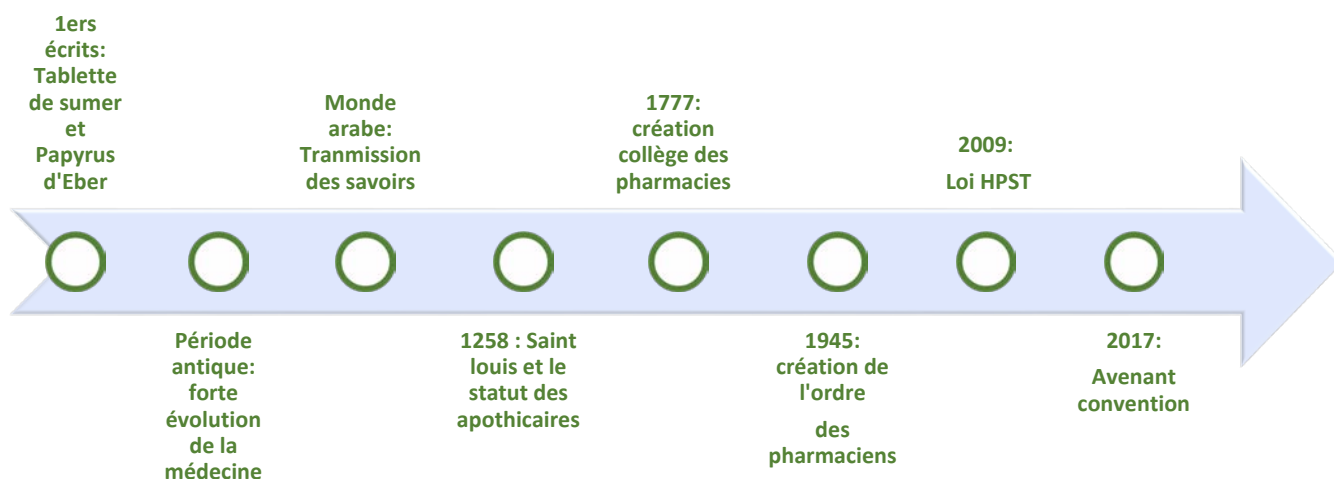 1ers
écrits:
Tablette
de sumer
et
Papyrus
d'Eber
Période
antique:
forte
évolution
de la
médecine
Monde
arabe:
Tranmission
des savoirs
1258 : Saint
louis et le
statut des
apothicaires
1777:
création
collège des
pharmacies
1945:
création de
l'ordre
des
pharmaciens
2009:
Loi HPST
2017:
Avenant
convention